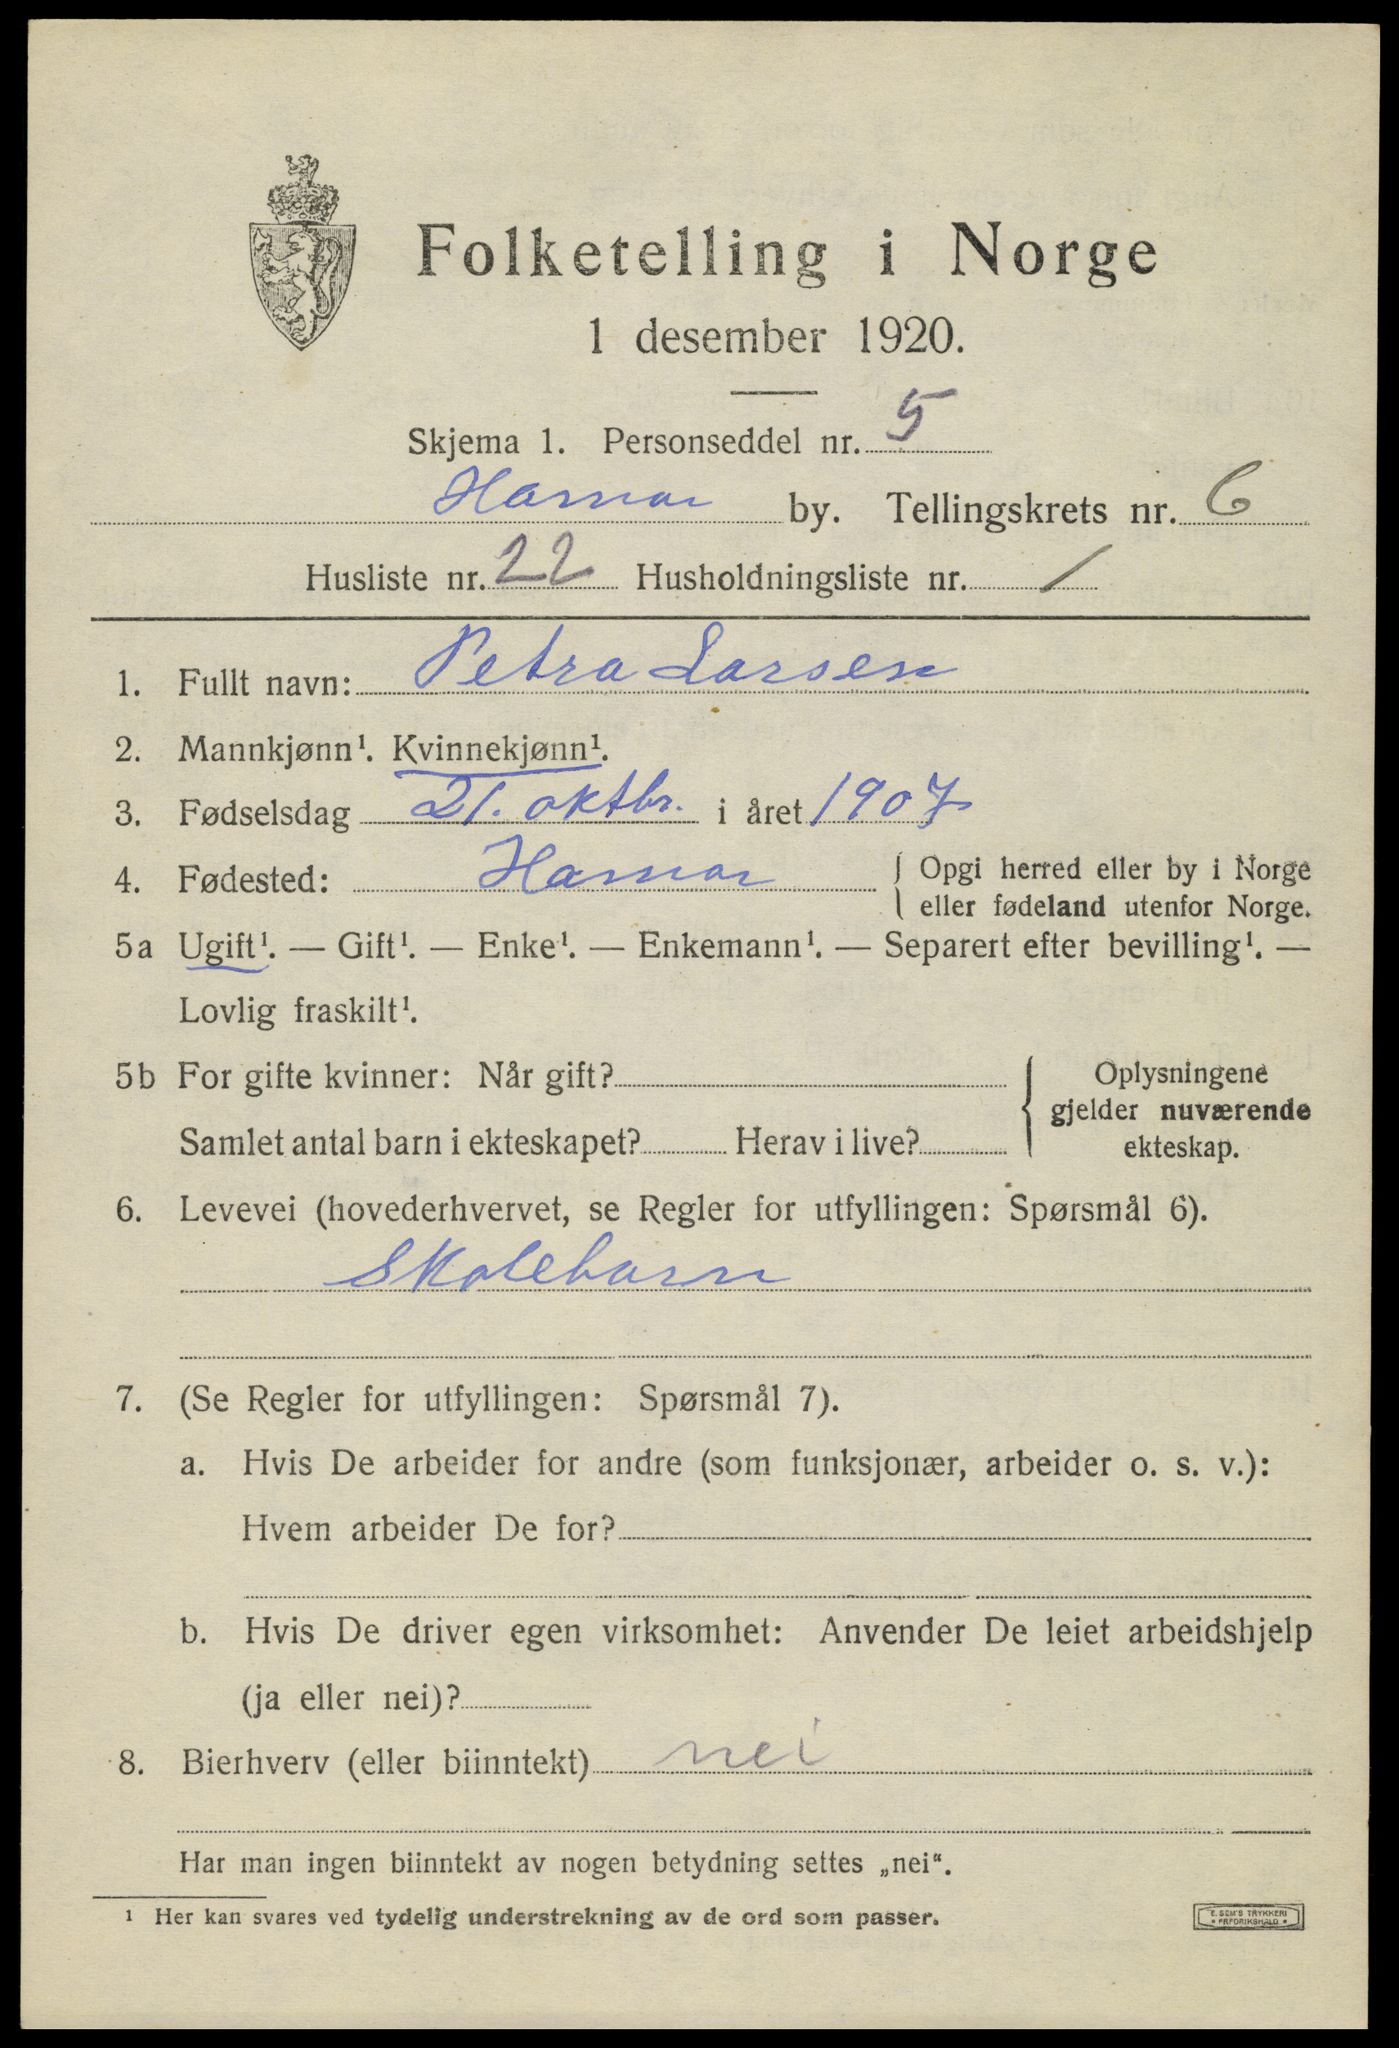 Folketelling i Norge
1 desember 1920.
Skjema 1. Personseddel nr. 5
Hamar by. Tellingskrets nr. 6
Husliste nr. 22 Husholdningsliste nr. 1
1. Fullt navn: Petra Larsen
2. Mannkjønn¹. Kvinnekjønn¹.
3. Fødselsdag 21. oktbr. i året 1907
4. Fødested: Hamar { Opgi herred eller by i Norge
eller fødeland utenfor Norge.
5a Ugift¹. — Gift¹. — Enke¹. — Enkemann¹. — Separert efter bevilling¹. —
Lovlig fraskilt¹.
5b For gifte kvinner: Når gift? { Oplysningene
gjelder nuværende
Samlet antal barn i ekteskapet? Herav i live? ekteskap.
6. Levevei (hovederhvervet, se Regler for utfyllingen: Spørsmål 6).
Skolebarn
7. (Se Regler for utfyllingen: Spørsmål 7).
a. Hvis De arbeider for andre (som funksjonær, arbeider o. s. v.):
Hvem arbeider De for?
b. Hvis De driver egen virksomhet: Anvender De leiet arbeidshjelp
(ja eller nei)?
8. Bierhverv (eller biinntekt) nei
Har man ingen biinntekt av nogen betydning settes „nei“.
¹ Her kan svares ved tydelig understrekning av de ord som passer.
E. SEM'S TRYKKERI
FREDRIKSHALD